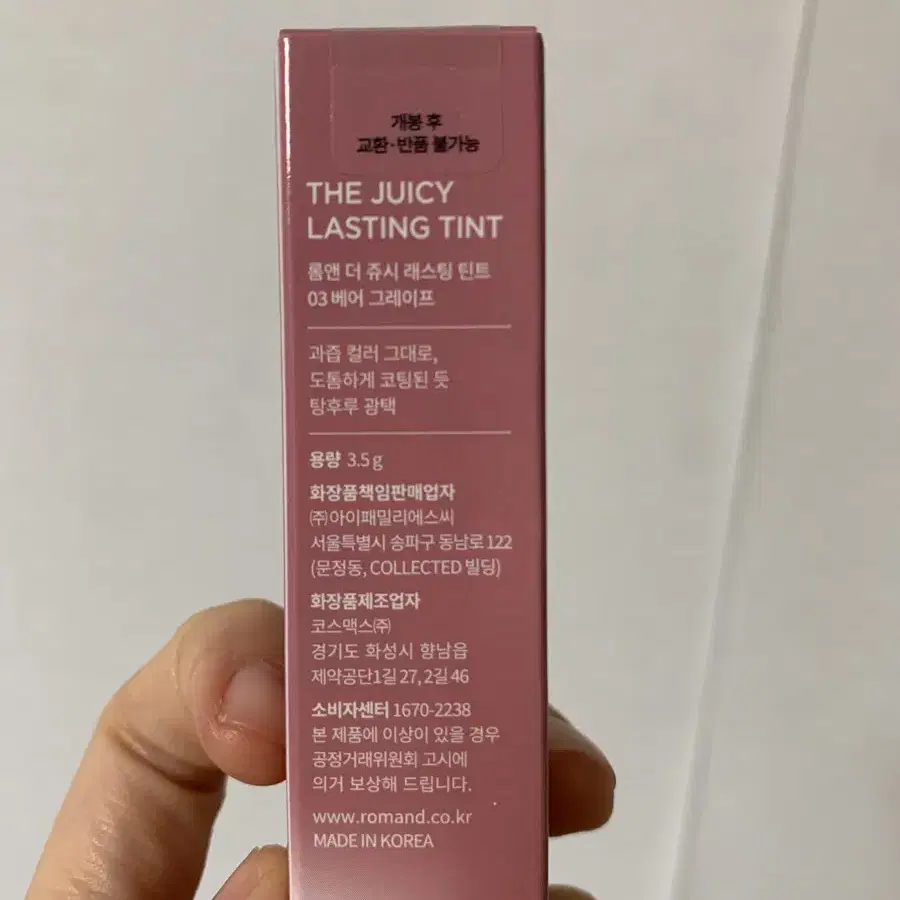 개봉 후
교환·반품 불가능
THE JUICY
LASTING TINT
롬앤 더 쥬시 래스팅 틴트
03 베어 그레이프
과즙 컬러 그대로,
도톰하게 코팅된 듯
탕후루 광택
용량 3.5 g
화장품책임판매업자
㈜아이패밀리에스씨
서울특별시 송파구 동남로 122
(문정동, COLLECTED 빌딩)
화장품제조업자
코스맥스㈜
경기도 화성시 향남읍
제약공단1길 27, 2길 46
소비자센터 1670-2238
본 제품에 이상이 있을 경우
공정거래위원회 고시에
의거 보상해 드립니다.
www.romand.co.kr
MADE IN KOREA